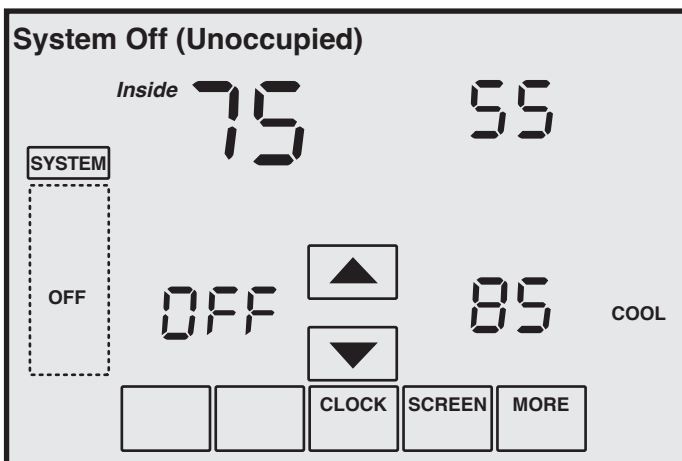 System Off (Unoccupied)
Inside 75 55
SYSTEM
OFF OFF 85 COOL
CLOCK SCREEN MORE